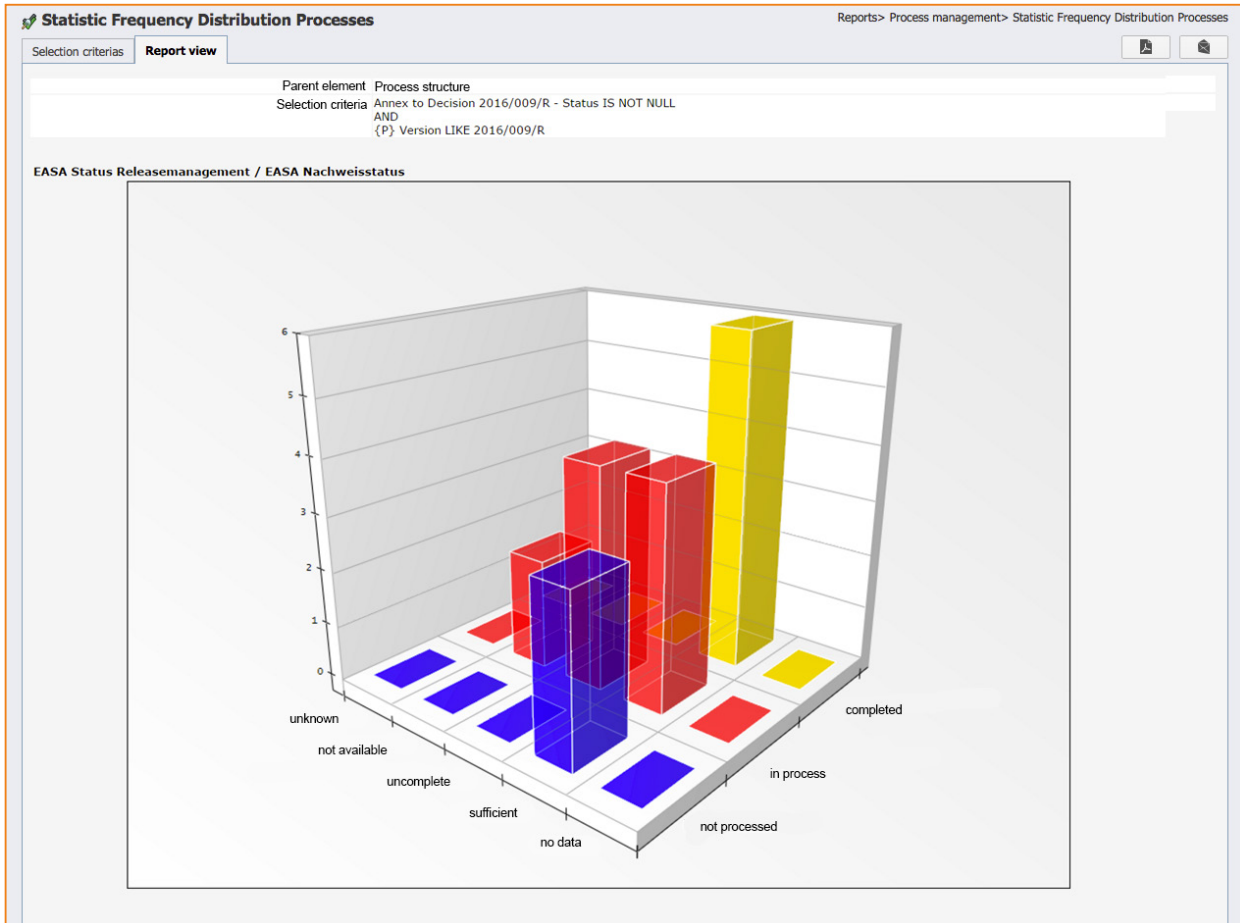 Statistic Frequency Distribution Processes
Reports> Process management> Statistic Frequency Distribution Processes
Selection criterias
Report view
Parent element Process structure
Selection criteria Annex to Decision 2016/009/R - Status IS NOT NULL
AND
{P} Version LIKE 2016/009/R
EASA Status Releasemanagement / EASA Nachweisstatus
6
5
4
3
2
1
0
unknown
not available
uncomplete
sufficient
no data
not processed
in process
completed